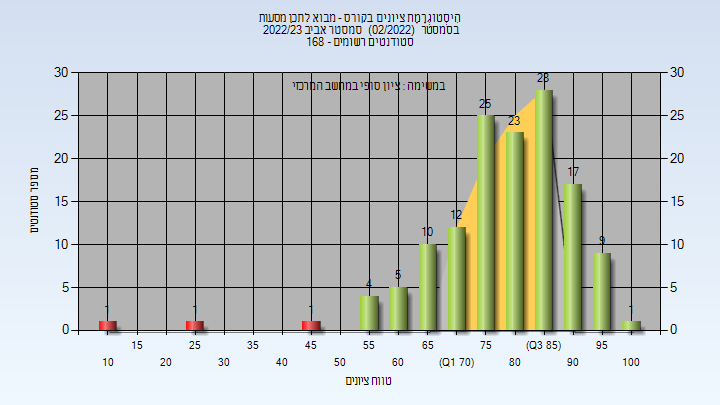 היסטוגרמת ציונים בקורס - מבוא לתכן מסעות
בסמסטר (02/2022) סמסטר אביב 2022/23
סטודנטים רשומים - 168
במשימה : ציון סופי במחשב המרכזי
30 30
25 25
20 20
15 15
10 10
5 5
0 0
מספר סטודנטים
1 1 1 4 5 10 12 25 23 28 17 9 1
15 25 35 45 55 65 75 (Q3 85) 95
10 20 30 40 50 60 (Q1 70) 80 90 100
טווח ציונים